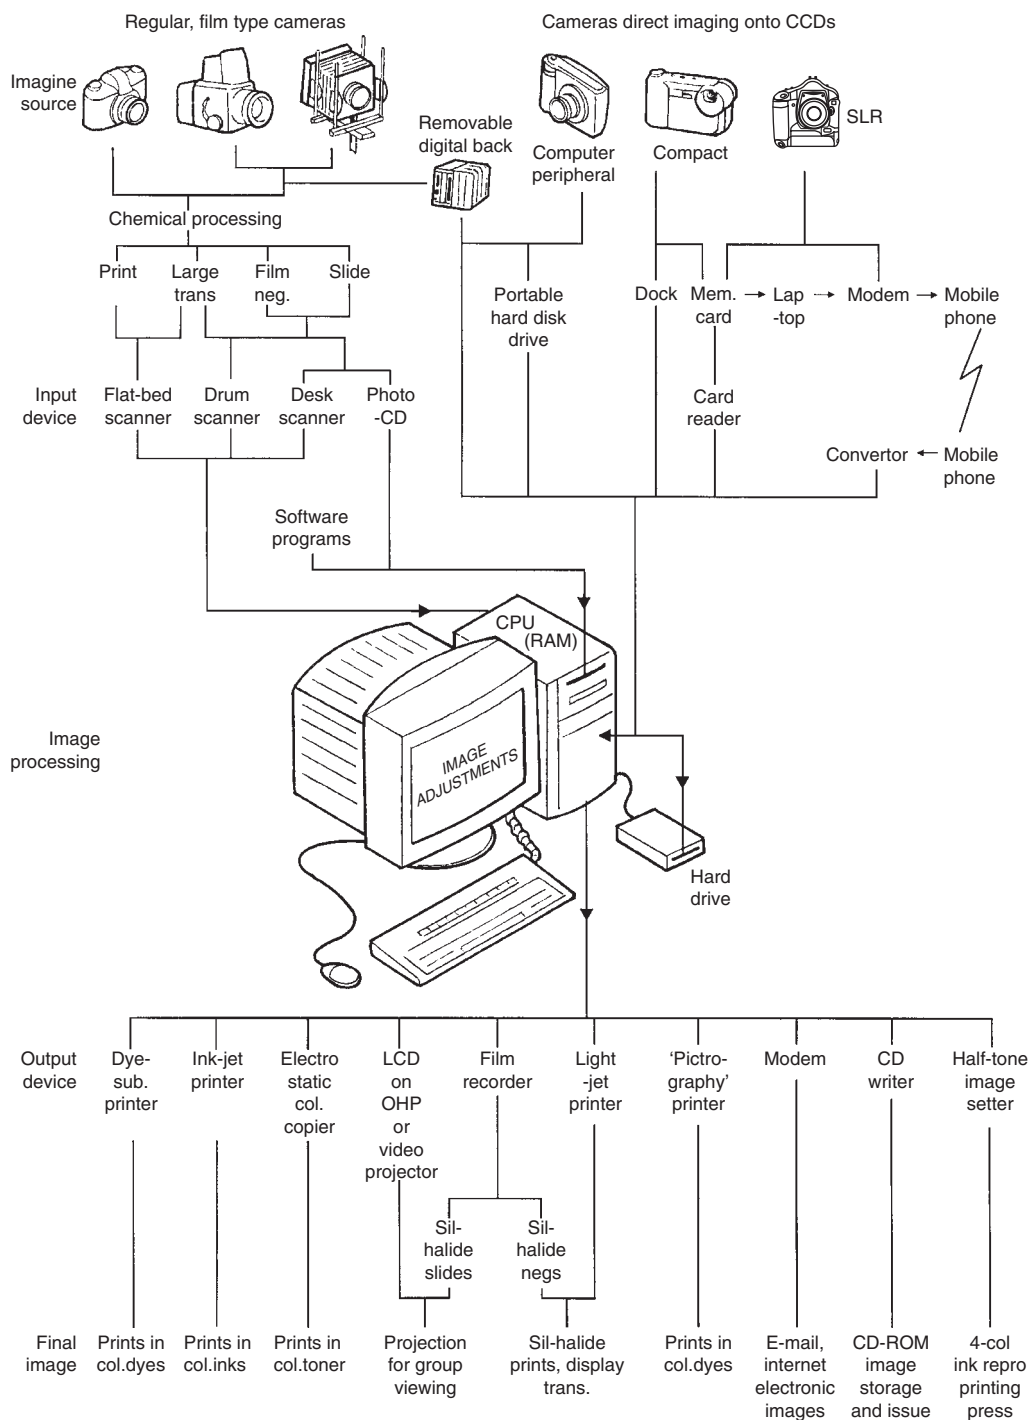 Regular, film type cameras
Cameras direct imaging onto CCDs
Imagine
source
Removable
digital back
Computer
peripheral
Compact
SLR
Chemical processing
Print
Large
trans
Film
neg.
Slide
Portable
hard disk
drive
Dock
Mem.
card
Lap
-top
Modem
Mobile
phone
Input
device
Flat-bed
scanner
Drum
scanner
Desk
scanner
Photo
-CD
Card
reader
Convertor
Mobile
phone
Software
programs
CPU
(RAM)
Image
processing
IMAGE
ADJUSTMENTS
Hard
drive
Output
device
Dye-
sub.
printer
Ink-jet
printer
Electro
static
col.
copier
LCD
on
OHP
or
video
projector
Film
recorder
Light
-jet
printer
‘Pictro-
graphy’
printer
Modem
CD
writer
Half-tone
image
setter
Sil-
halide
slides
Sil-
halide
negs
Final
image
Prints in
col.dyes
Prints in
col.inks
Prints in
col.toner
Projection
for group
viewing
Sil-halide
prints, display
trans.
Prints in
col.dyes
E-mail,
internet
electronic
images
CD-ROM
image
storage
and issue
4-col
ink repro
printing
press